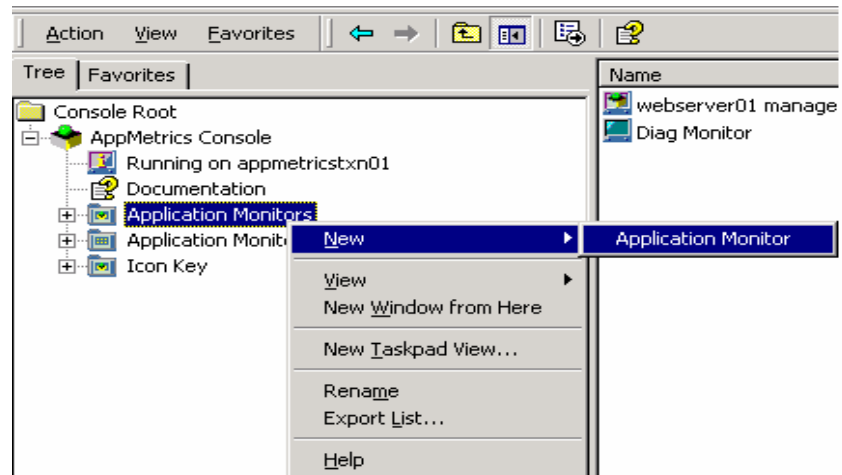 Action View Favorites
Tree Favorites
Name
Console Root
AppMetrics Console
Running on appmetricstxn01
Documentation
Application Monitors
Application
Icon Key
webserver01 manage
Diag Monitor
New
Application Monitor
View
New Window from Here
New Taskpad View...
Rename
Export List...
Help